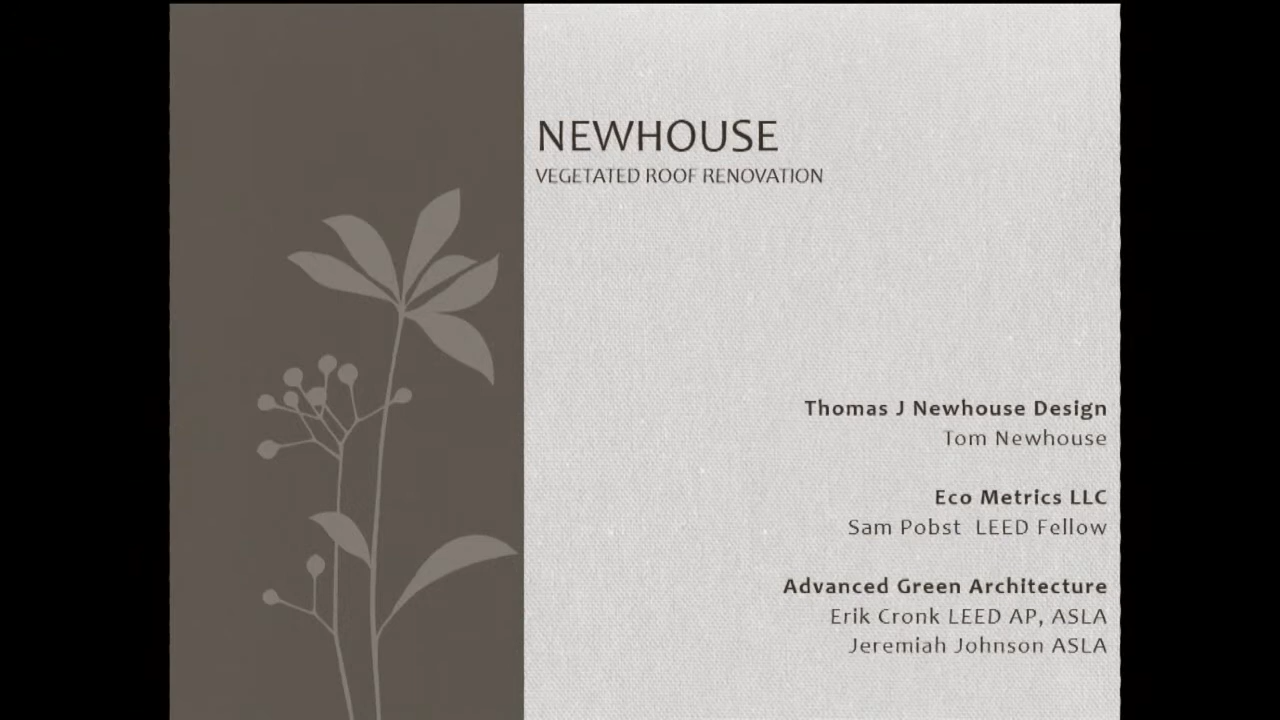 NEWHOUSE
VEGETATED ROOF RENOVATION
Thomas J Newhouse Design
Tom Newhouse
Eco Metrics LLC
Sam Pobst LEED Fellow
Advanced Green Architecture
Erik Cronk LEED AP, ASLA
Jeremiah Johnson ASLA